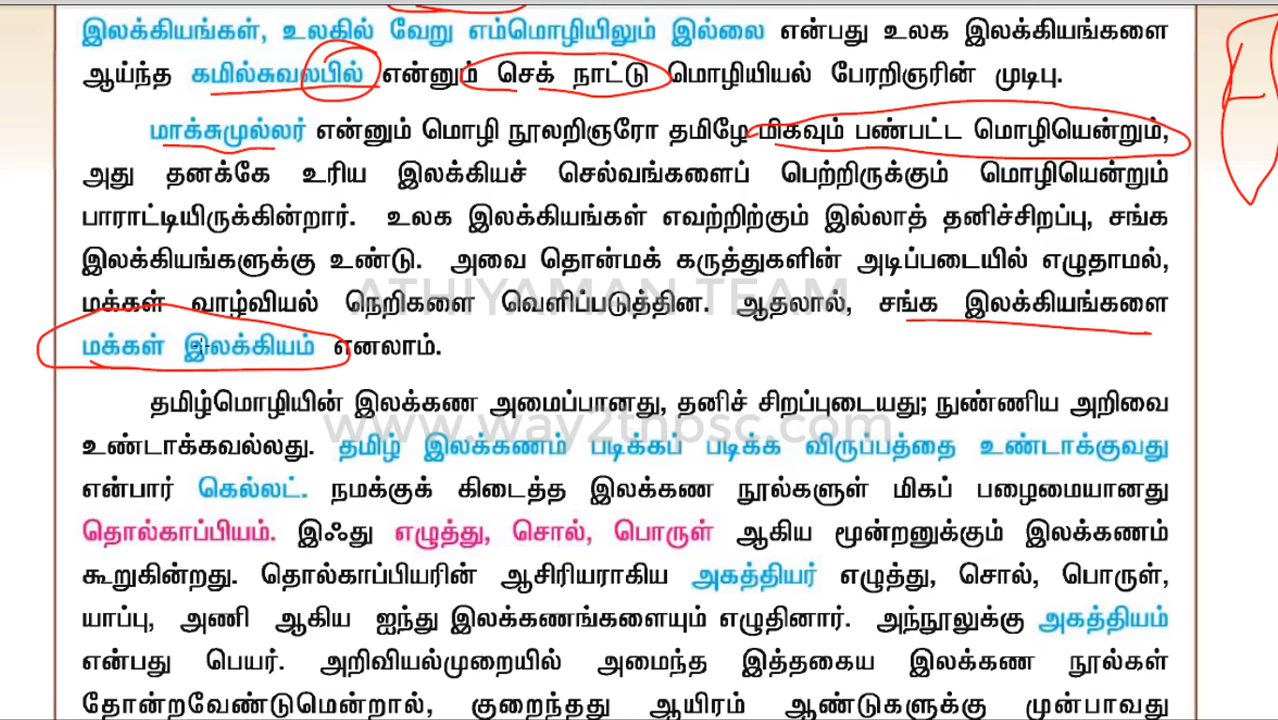 இலக்கியங்கள், உலகில் வேறு எம்மொழியிலும் இல்லை என்பது உலக இலக்கியங்களை
ஆய்ந்த கமில்சுவலபில் என்னும் செக் நாட்டு மொழியியல் பேரறிஞரின் முடிபு.
மாக்சுமுல்லர் என்னும் மொழி நூலறிஞரோ தமிழே மிகவும் பண்பட்ட மொழியென்றும்,
அது தனக்கே உரிய இலக்கியச் செல்வங்களைப் பெற்றிருக்கும் மொழியென்றும்
பாராட்டியிருக்கின்றார். உலக இலக்கியங்கள் எவற்றிற்கும் இல்லாத் தனிச்சிறப்பு, சங்க
இலக்கியங்களுக்கு உண்டு. அவை தொன்மக் கருத்துகளின் அடிப்படையில் எழுதாமல்,
ATHIYAMAN TEAM
மக்கள் வாழ்வியல் நெறிகளை வெளிப்படுத்தின. ஆதலால், சங்க இலக்கியங்களை
மக்கள் இலக்கியம் எனலாம்.
தமிழ்மொழியின் இலக்கண அமைப்பானது, தனிச் சிறப்புடையது; நுண்ணிய அறிவை
www.way2tnpsc.com
உண்டாக்கவல்லது. தமிழ் இலக்கணம் படிக்கப் படிக்க விருப்பத்தை உண்டாக்குவது
என்பார் கெல்லட். நமக்குக் கிடைத்த இலக்கண நூல்களுள் மிகப் பழைமையானது
தொல்காப்பியம். இஃது எழுத்து, சொல், பொருள் ஆகிய மூன்றனுக்கும் இலக்கணம்
கூறுகின்றது. தொல்காப்பியரின் ஆசிரியராகிய அகத்தியர் எழுத்து, சொல், பொருள்,
யாப்பு, அணி ஆகிய ஐந்து இலக்கணங்களையும் எழுதினார். அந்நூலுக்கு அகத்தியம்
என்பது பெயர். அறிவியல்முறையில் அமைந்த இத்தகைய இலக்கண நூல்கள்
தோன்றவேண்டுமென்றால், குறைந்தது ஆயிரம் ஆண்டுகளுக்கு முன்பாவது